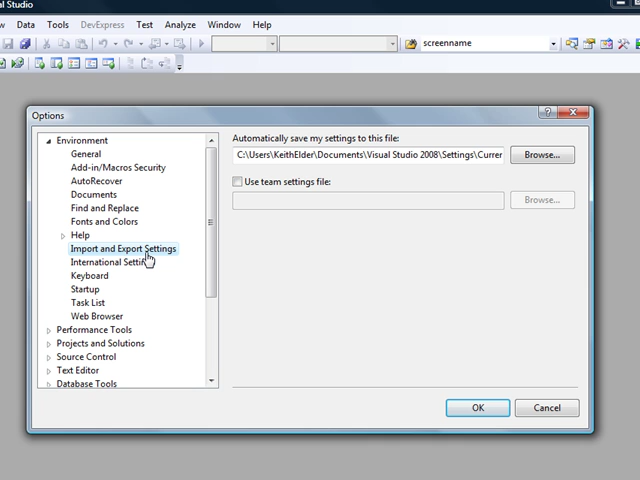 al Studio
w Data Tools DevExpress Test Analyze Window Help
screenname
Options
Environment
General
Add-in/Macros Security
AutoRecover
Documents
Find and Replace
Fonts and Colors
Help
Import and Export Settings
International Settin
Keyboard
Startup
Task List
Web Browser
Performance Tools
Projects and Solutions
Source Control
Text Editor
Database Tools
Automatically save my settings to this file:
C:\Users\KeithElder\Documents\Visual Studio 2008\Settings\Curren
Browse...
Use team settings file:
Browse...
OK
Cancel